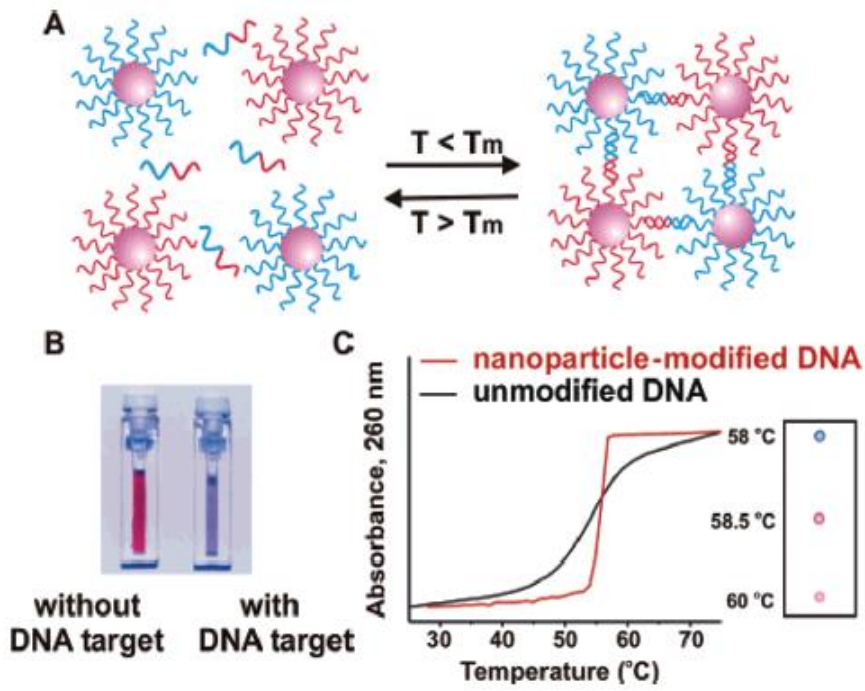 A
T < Tm
T > Tm
B
without
DNA target
with
DNA target
C
nanoparticle-modified DNA
unmodified DNA
Absorbance, 260 nm
30 40 50 60 70
Temperature (°C)
58 °C
58.5 °C
60 °C